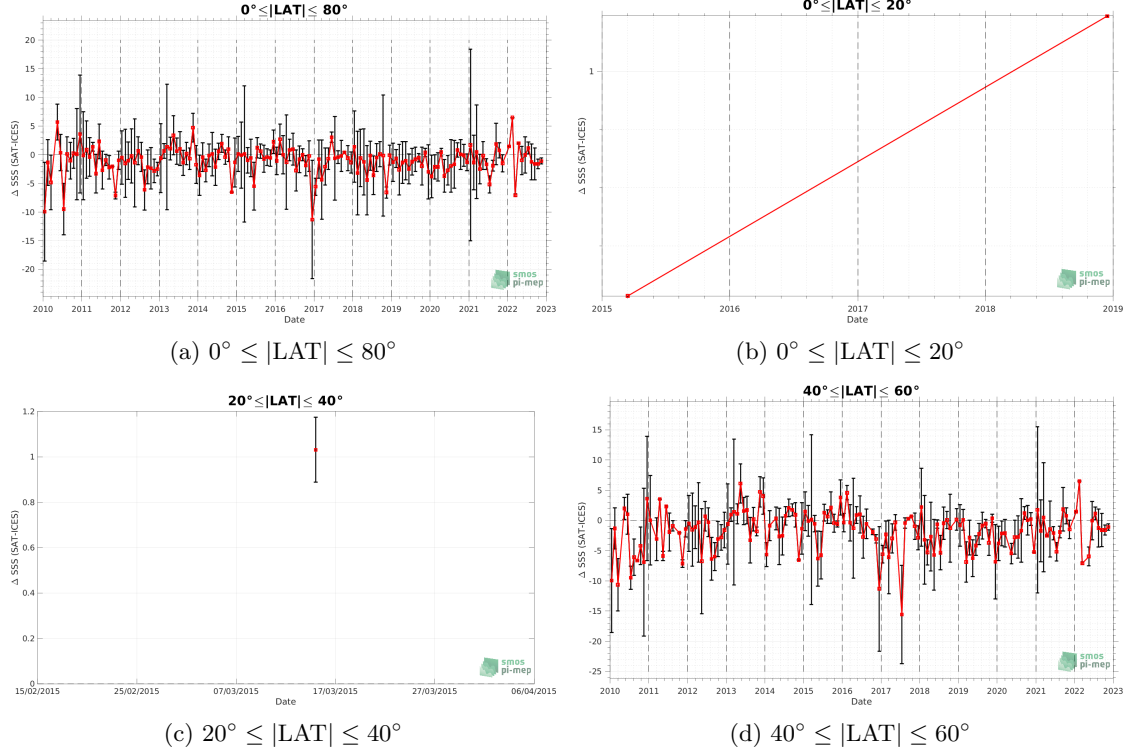 0°≤|LAT|≤ 80°
Δ SSS (SAT-ICES)
20
15
10
5
0
-5
-10
-15
-20
2010 2011 2012 2013 2014 2015 2016 2017 2018 2019 2020 2021 2022 2023
Date
smos
pi-mep
(a) 0° ≤ |LAT| ≤ 80°
0°≤|LAT|≤ 20°
Δ SSS (SAT-ICES)
1
2015 2016 2017 2018 2019
Date
smos
pi-mep
(b) 0° ≤ |LAT| ≤ 20°
20°≤|LAT|≤ 40°
Δ SSS (SAT-ICES)
1.2
1
0.8
0.6
0.4
0.2
0
15/02/2015 25/02/2015 07/03/2015 17/03/2015 27/03/2015 06/04/2015
Date
smos
pi-mep
(c) 20° ≤ |LAT| ≤ 40°
40°≤|LAT|≤ 60°
Δ SSS (SAT-ICES)
15
10
5
0
-5
-10
-15
-20
-25
2010 2011 2012 2013 2014 2015 2016 2017 2018 2019 2020 2021 2022 2023
Date
smos
pi-mep
(d) 40° ≤ |LAT| ≤ 60°